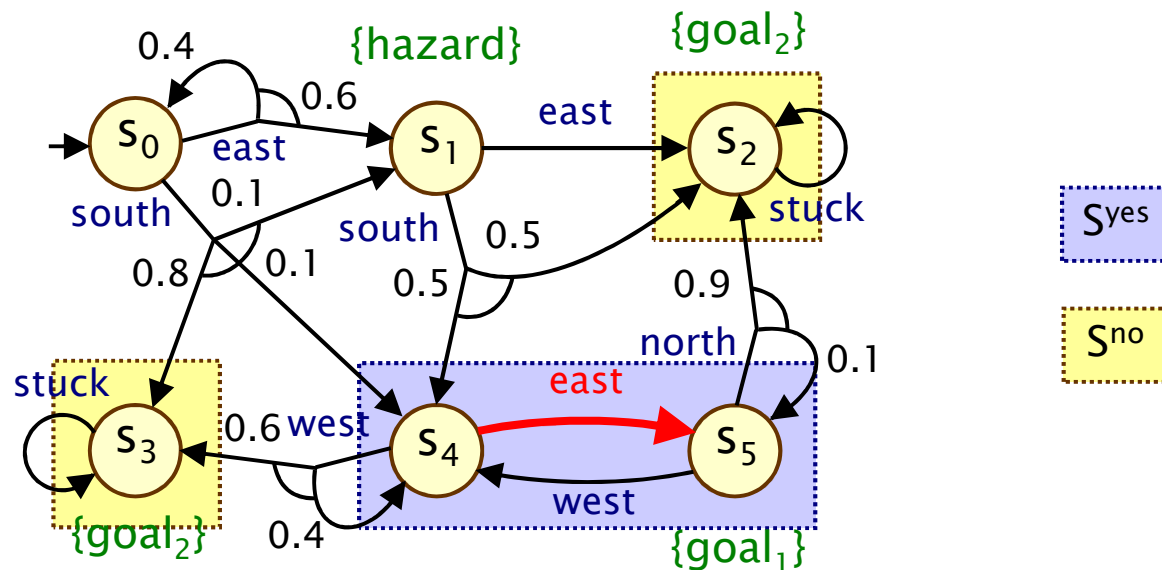 {goal₂}
{hazard}
0.4
0.6
east
s₀
s₁
s₂
east
0.1
south
south
0.5
stuck
Sʸᵉˢ
0.8
0.1
0.5
0.9
Sⁿᵒ
north
0.1
stuck
east
0.6
west
s₃
s₄
s₅
west
0.4
{goal₂}
{goal₁}